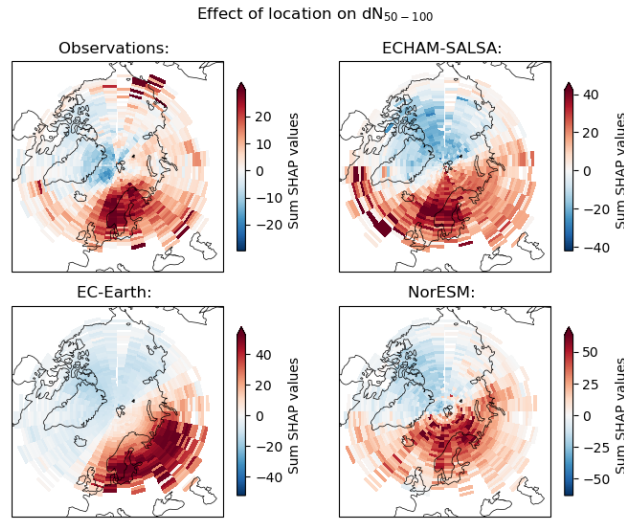 Effect of location on dN₅₀₋₁₀₀
Observations:
ECHAM-SALSA:
20
10
0
−10
−20
Sum SHAP values
40
20
0
−20
−40
Sum SHAP values
EC-Earth:
NorESM:
40
20
0
−20
−40
Sum SHAP values
50
25
0
−25
−50
Sum SHAP values